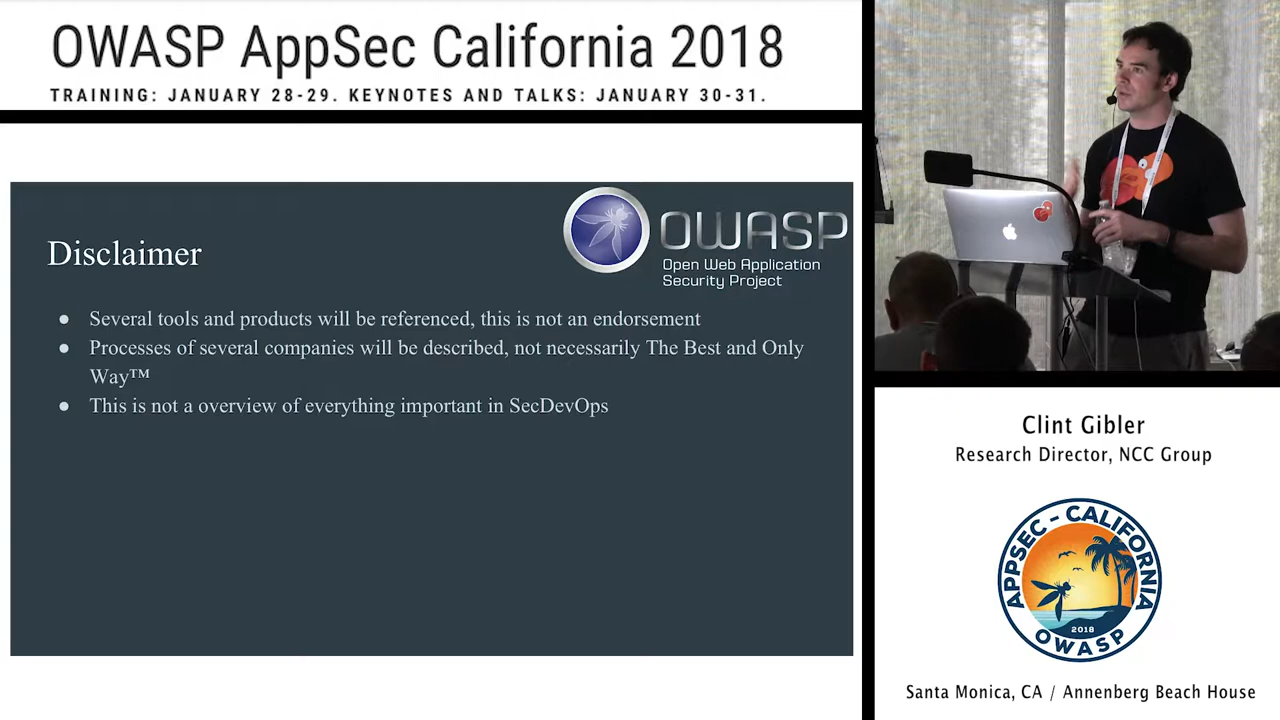 OWASP AppSec California 2018
TRAINING: JANUARY 28-29. KEYNOTES AND TALKS: JANUARY 30-31.
OWASP
Open Web Application
Security Project
Disclaimer
● Several tools and products will be referenced, this is not an endorsement
● Processes of several companies will be described, not necessarily The Best and Only
Way™
● This is not a overview of everything important in SecDevOps
Clint Gibler
Research Director, NCC Group
APPSEC - CALIFORNIA
2018
OWASP
Santa Monica, CA / Annenberg Beach House